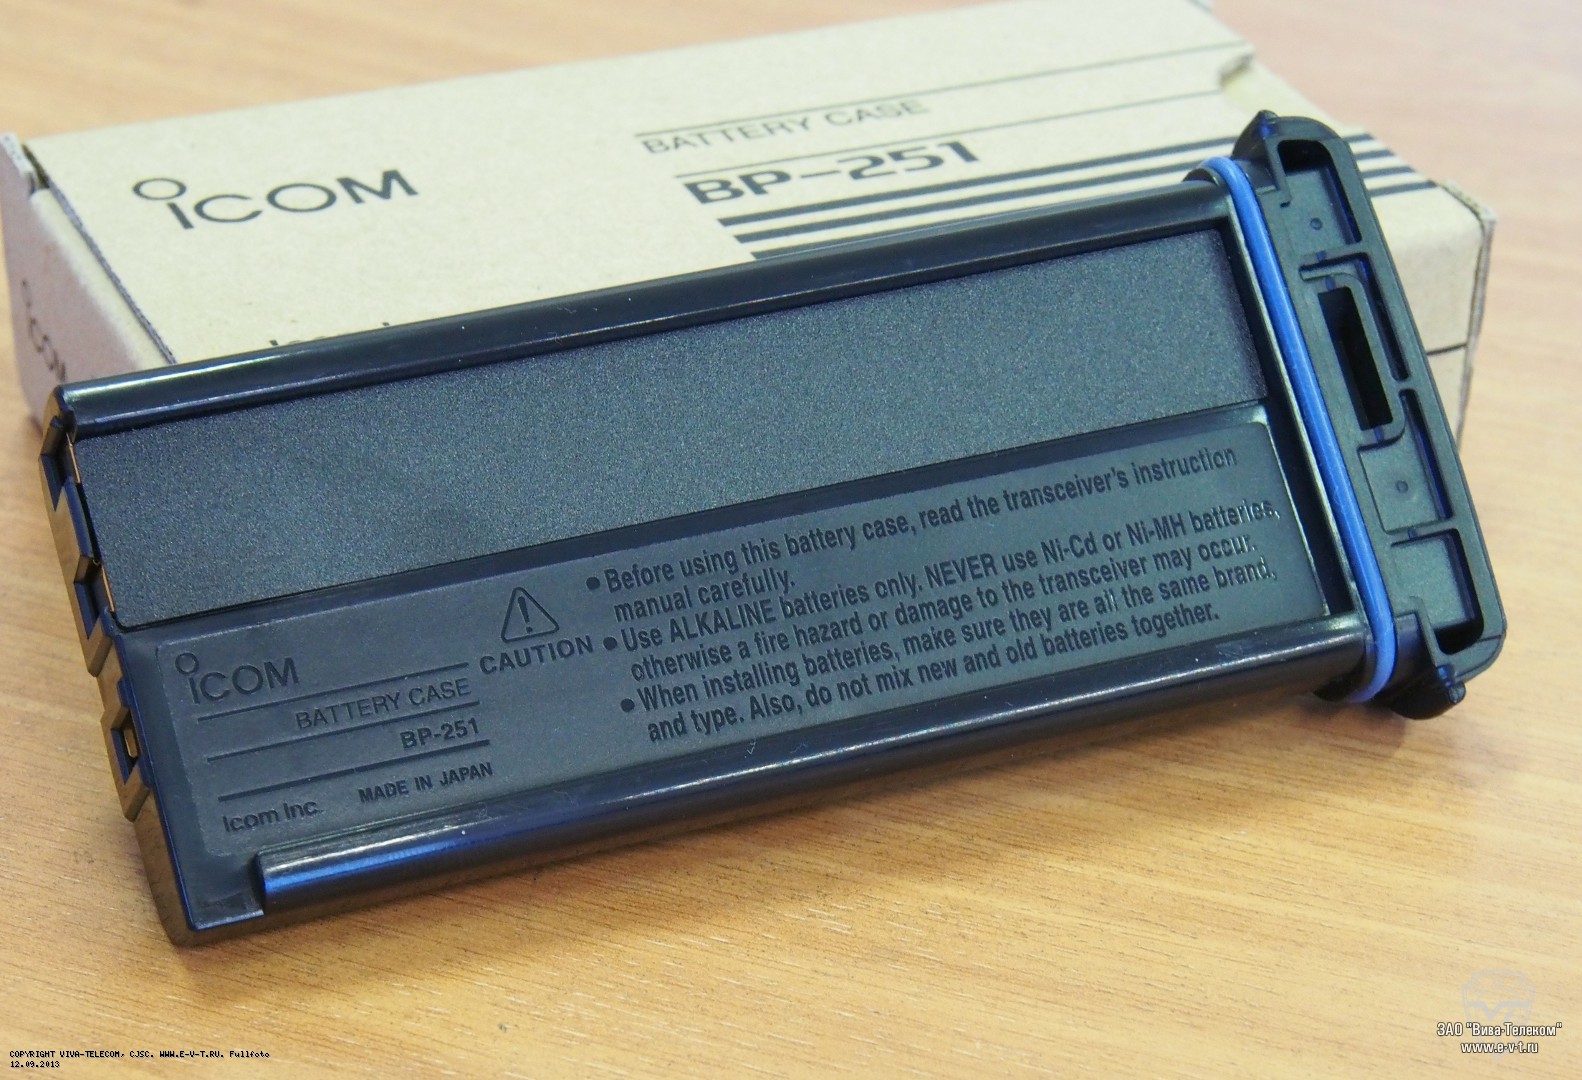 ICOM
BATTERY CASE
BP-251
ICOM
BATTERY CASE
BP-251
MADE IN JAPAN
Icom Inc.
CAUTION
● Before using this battery case, read the transceiver's instruction
manual carefully.
● Use ALKALINE batteries only. NEVER use Ni-Cd or Ni-MH batteries,
otherwise a fire hazard or damage to the transceiver may occur.
● When installing batteries, make sure they are all the same brand,
and type. Also, do not mix new and old batteries together.
COPYRIGHT VIVA-TELECOM, CJSC. WWW.E-V-T.RU. Fullfoto
12.09.2013
ЗАО "Вива-Телеком"
www.e-v-t.ru